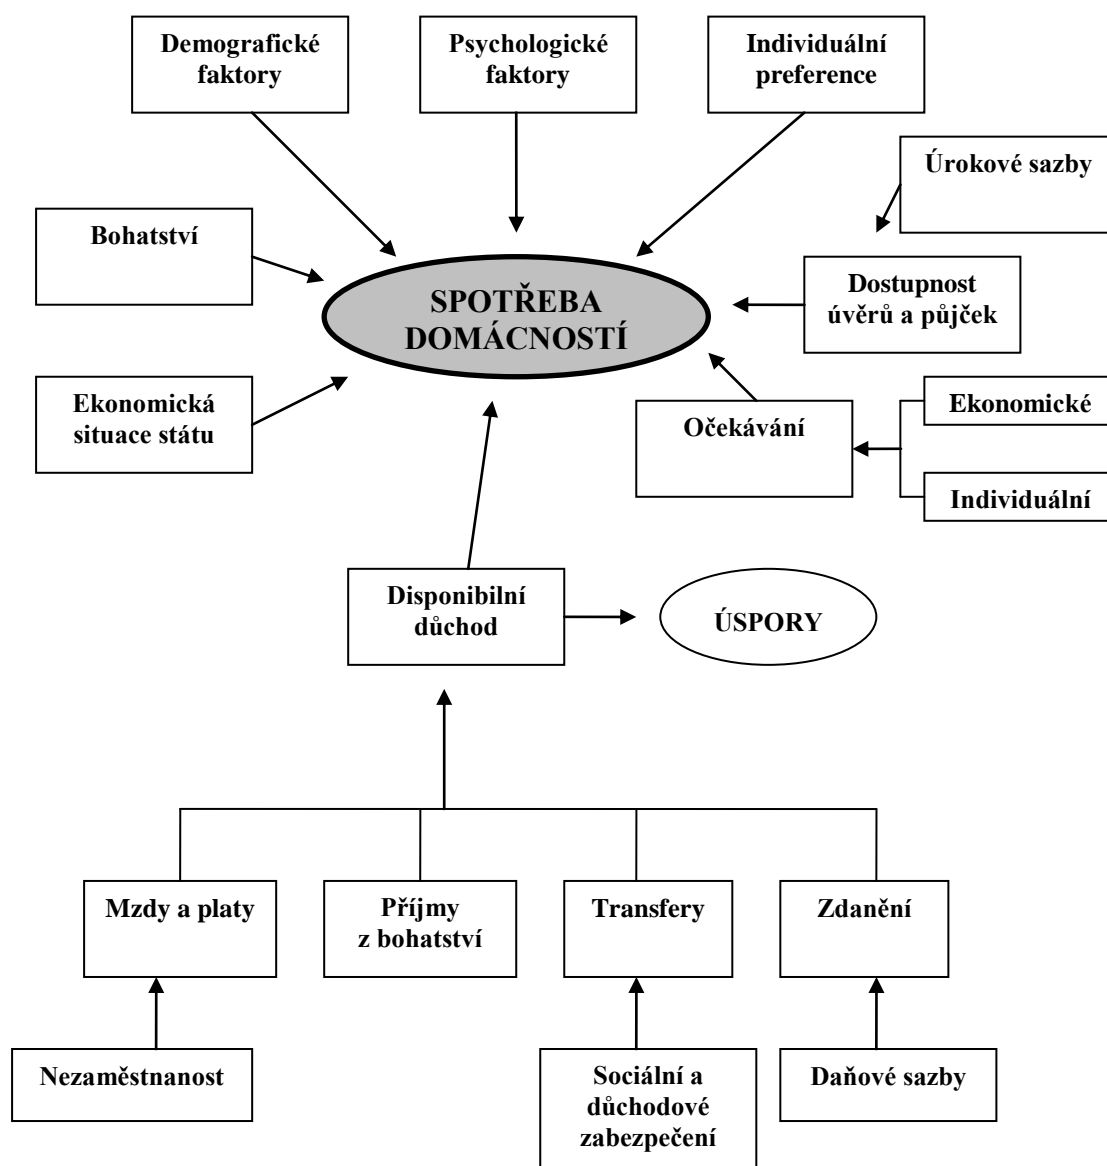 Demografické
faktory
Psychologické
faktory
Individuální
preference
Úrokové sazby
Bohatství
SPOTŘEBA
DOMÁCNOSTÍ
Dostupnost
úvěrů a půjček
Ekonomická
situace státu
Očekávání
Ekonomické
Individuální
Disponibilní
důchod
ÚSPORY
Mzdy a platy
Příjmy
z bohatství
Transfery
Zdanění
Nezaměstnanost
Sociální a
důchodové
zabezpečení
Daňové sazby